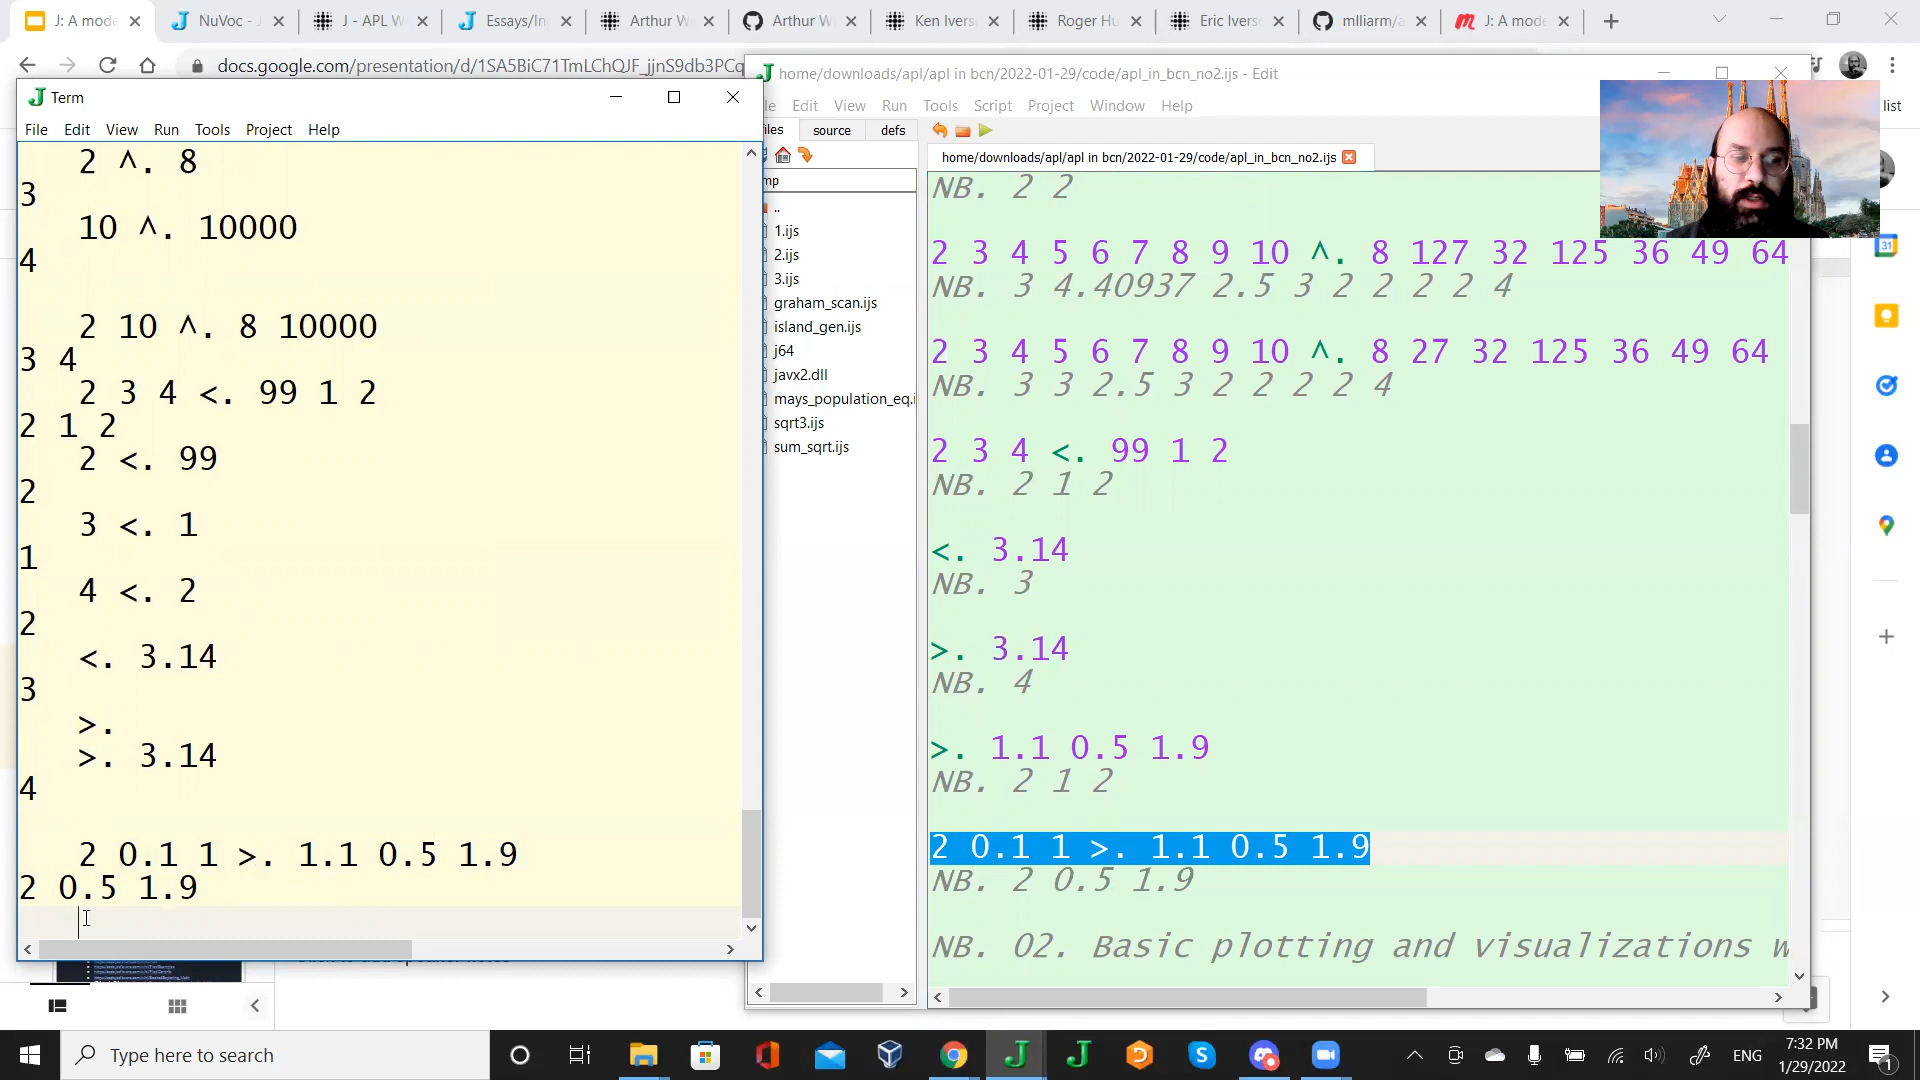 J: A mode
NuVoc - J
J - APL W
Essays/In
Arthur W
Arthur W
Ken Ivers
Roger Hu
Eric Ivers
mlliarm/a
J: A mode
docs.google.com/presentation/d/1SA5BiC71TmLChQJF_jjnS9db3PCq
home/downloads/apl/apl in bcn/2022-01-29/code/apl_in_bcn_no2.ijs - Edit
Term
File Edit View Run Tools Project Help
2 ^. 8
3
10 ^. 10000
4
2 10 ^. 8 10000
3 4
2 3 4 <. 99 1 2
2 1 2
2 <. 99
2
3 <. 1
1
4 <. 2
2
<. 3.14
3
>.
>. 3.14
4
2 0.1 1 >. 1.1 0.5 1.9
2 0.5 1.9
le Edit View Run Tools Script Project Window Help
list
iles source defs
home/downloads/apl/apl in bcn/2022-01-29/code/apl_in_bcn_no2.ijs
mp
..
1.ijs
2.ijs
3.ijs
graham_scan.ijs
island_gen.ijs
j64
javx2.dll
mays_population_eq.i
sqrt3.ijs
sum_sqrt.ijs
NB. 2 2
2 3 4 5 6 7 8 9 10 ^. 8 127 32 125 36 49 64
NB. 3 4.40937 2.5 3 2 2 2 2 4
2 3 4 5 6 7 8 9 10 ^. 8 27 32 125 36 49 64
NB. 3 3 2.5 3 2 2 2 2 4
2 3 4 <. 99 1 2
NB. 2 1 2
<. 3.14
NB. 3
>. 3.14
NB. 4
>. 1.1 0.5 1.9
NB. 2 1 2
2 0.1 1 >. 1.1 0.5 1.9
NB. 2 0.5 1.9
NB. 02. Basic plotting and visualizations w
31
Type here to search
ENG
7:32 PM
1/29/2022
1